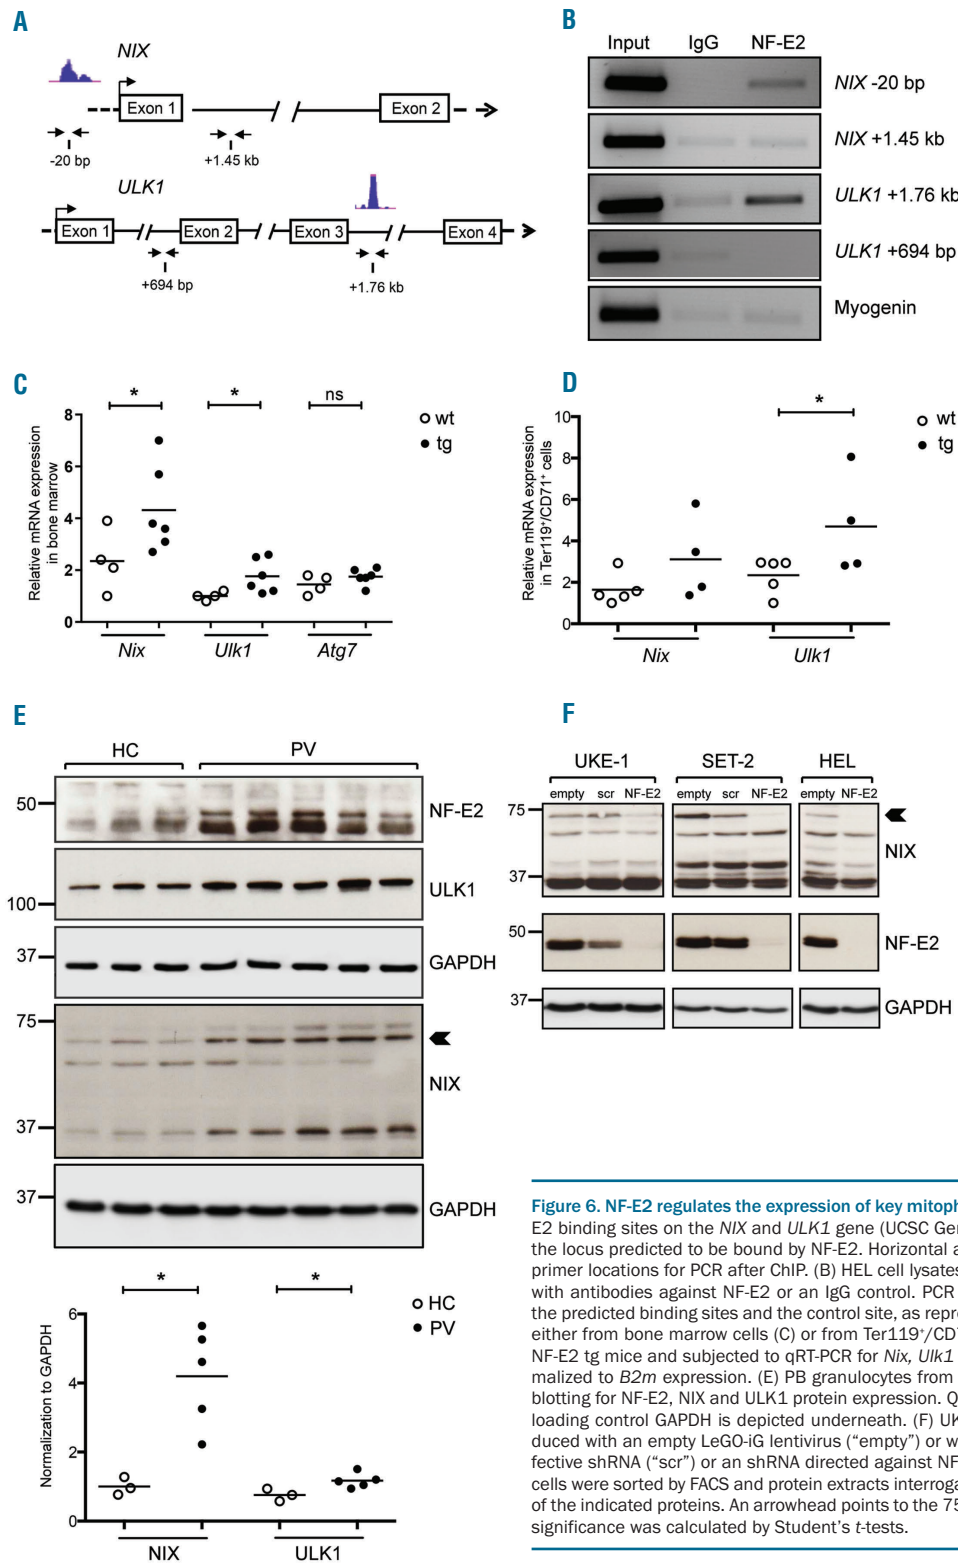 A
NIX
Exon 1
Exon 2
-20 bp
+1.45 kb
ULK1
Exon 1
Exon 2
Exon 3
Exon 4
+694 bp
+1.76 kb
B
Input IgG NF-E2
NIX -20 bp
NIX +1.45 kb
ULK1 +1.76 kb
ULK1 +694 bp
Myogenin
C
Relative mRNA expression
in bone marrow
8
6
4
2
0
*
*
ns
wt
tg
Nix Ulk1 Atg7
D
Relative mRNA expression
in Ter119+/CD71+ cells
10
8
6
4
2
0
*
wt
tg
Nix Ulk1
E
HC PV
50
NF-E2
ULK1
100
37
GAPDH
75
NIX
37
37
GAPDH
Normalization to GAPDH
6
4
2
0
*
*
HC
PV
NIX ULK1
F
UKE-1 SET-2 HEL
empty scr NF-E2 empty scr NF-E2 empty NF-E2
75
NIX
37
50
NF-E2
37
GAPDH
Figure 6. NF-E2 regulates the expression of key mitoph
E2 binding sites on the NIX and ULK1 gene (UCSC Ger
the locus predicted to be bound by NF-E2. Horizontal a
primer locations for PCR after ChIP. (B) HEL cell lysates
with antibodies against NF-E2 or an IgG control. PCR
the predicted binding sites and the control site, as repre
either from bone marrow cells (C) or from Ter119+/CD7
NF-E2 tg mice and subjected to qRT-PCR for Nix, Ulk1
malized to B2m expression. (E) PB granulocytes from
blotting for NF-E2, NIX and ULK1 protein expression. Q
loading control GAPDH is depicted underneath. (F) UK
duced with an empty LeGO-iG lentivirus (“empty”) or w
fective shRNA (“scr”) or an shRNA directed against NF
cells were sorted by FACS and protein extracts interroga
of the indicated proteins. An arrowhead points to the 75
significance was calculated by Student’s t-tests.